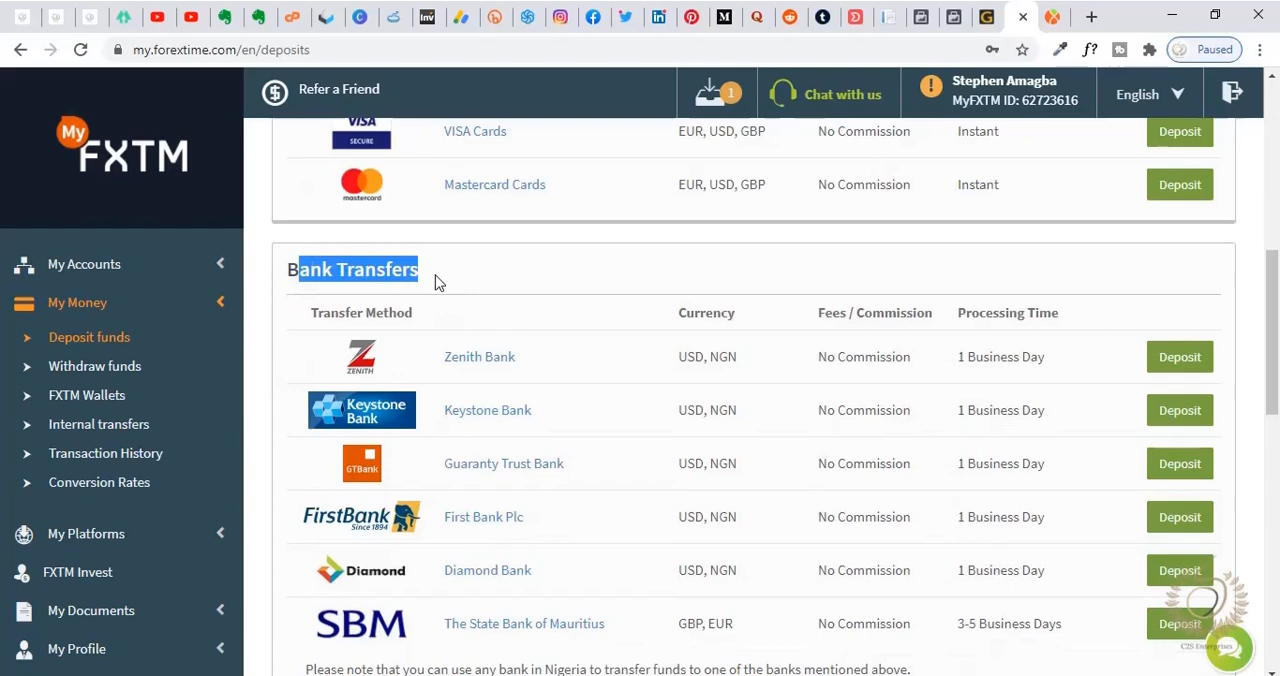 Inv
Paused
my.forextime.com/en/deposits
f?
My
FXTM
Refer a Friend
1
Chat with us
Stephen Amagba
MyFXTM ID: 62723616
English
VISA
SECURE
VISA Cards
EUR, USD, GBP
No Commission
Instant
Deposit
mastercard
Mastercard Cards
EUR, USD, GBP
No Commission
Instant
Deposit
My Accounts
My Money
Deposit funds
Withdraw funds
FXTM Wallets
Internal transfers
Transaction History
Conversion Rates
My Platforms
FXTM Invest
My Documents
My Profile
Bank Transfers
Transfer Method
Currency
Fees / Commission
Processing Time
ZENITH
Zenith Bank
USD, NGN
No Commission
1 Business Day
Deposit
Keystone
Bank
Keystone Bank
USD, NGN
No Commission
1 Business Day
Deposit
GTBank
Guaranty Trust Bank
USD, NGN
No Commission
1 Business Day
Deposit
FirstBank
Since 1894
First Bank Plc
USD, NGN
No Commission
1 Business Day
Deposit
Diamond
Diamond Bank
USD, NGN
No Commission
1 Business Day
Deposit
SBM
The State Bank of Mauritius
GBP, EUR
No Commission
3-5 Business Days
Deposit
C2S Enterprises
Please note that you can use any bank in Nigeria to transfer funds to one of the banks mentioned above.